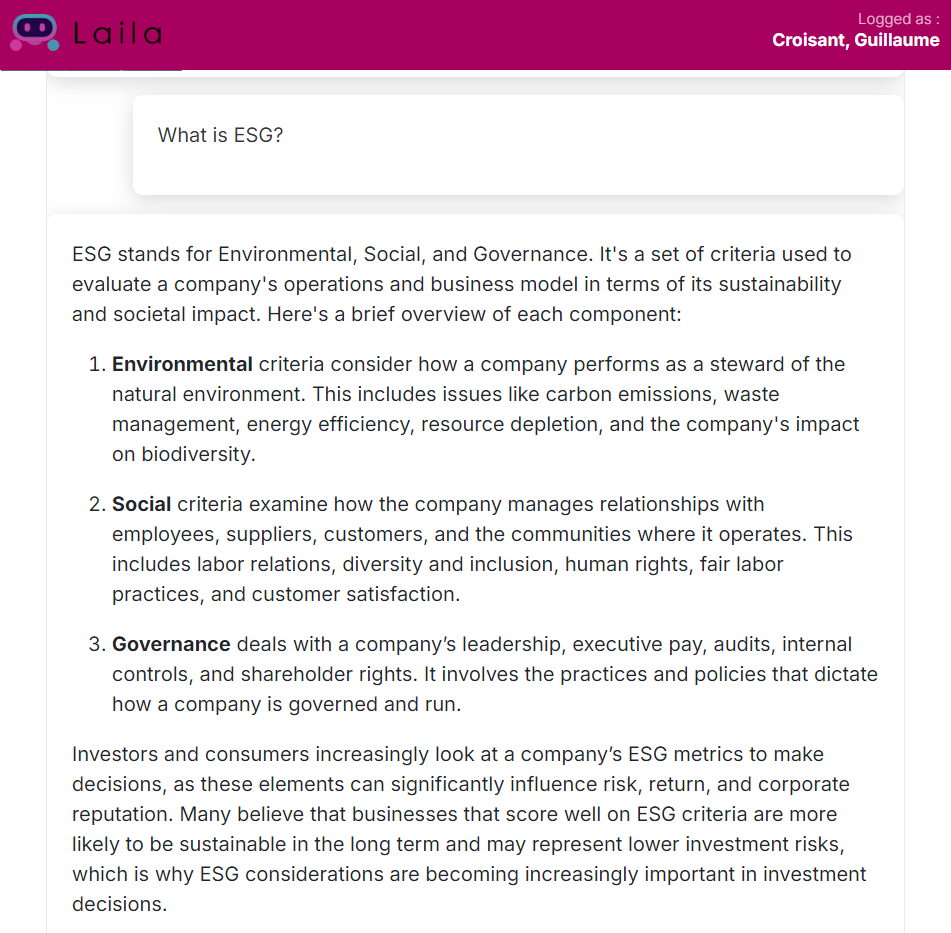 Laila
Logged as :
Croisant, Guillaume
What is ESG?
ESG stands for Environmental, Social, and Governance. It's a set of criteria used to
evaluate a company's operations and business model in terms of its sustainability
and societal impact. Here's a brief overview of each component:
1. Environmental criteria consider how a company performs as a steward of the
natural environment. This includes issues like carbon emissions, waste
management, energy efficiency, resource depletion, and the company's impact
on biodiversity.
2. Social criteria examine how the company manages relationships with
employees, suppliers, customers, and the communities where it operates. This
includes labor relations, diversity and inclusion, human rights, fair labor
practices, and customer satisfaction.
3. Governance deals with a company’s leadership, executive pay, audits, internal
controls, and shareholder rights. It involves the practices and policies that dictate
how a company is governed and run.
Investors and consumers increasingly look at a company’s ESG metrics to make
decisions, as these elements can significantly influence risk, return, and corporate
reputation. Many believe that businesses that score well on ESG criteria are more
likely to be sustainable in the long term and may represent lower investment risks,
which is why ESG considerations are becoming increasingly important in investment
decisions.